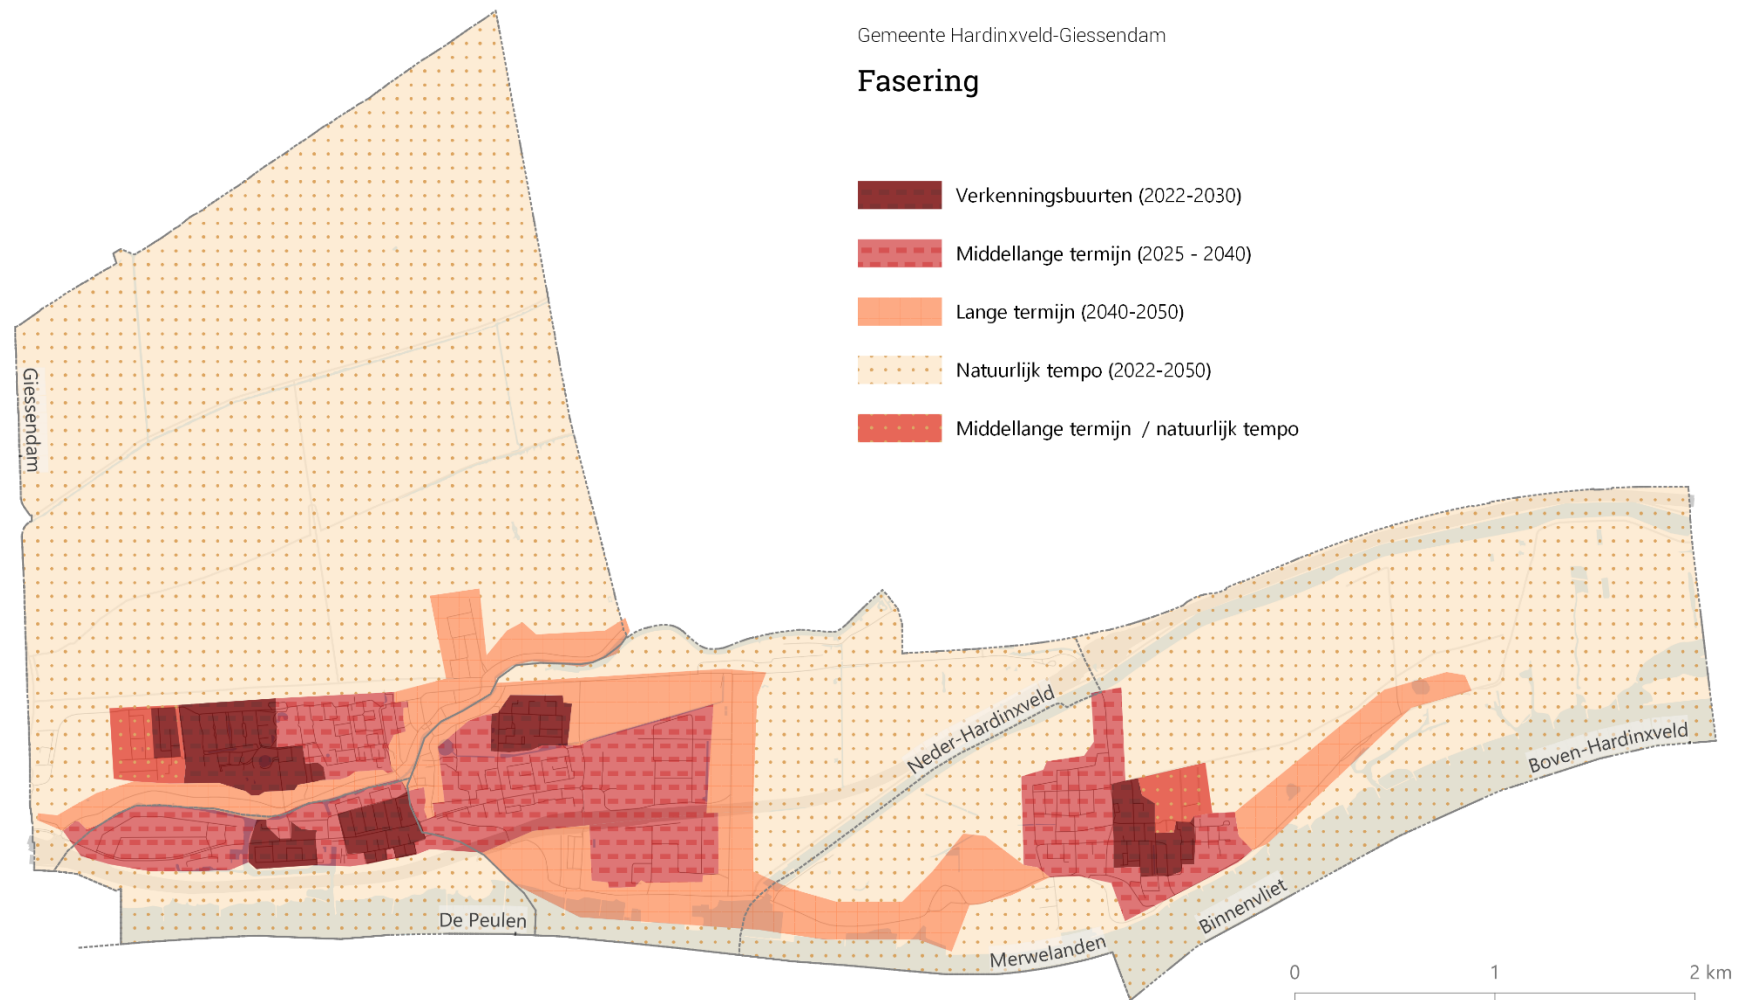 Gemeente Hardinxveld-Giessendam
Fasering
Verkenningsbuurten (2022-2030)
Middellange termijn (2025 - 2040)
Lange termijn (2040-2050)
Natuurlijk tempo (2022-2050)
Middellange termijn / natuurlijk tempo
Giessendam
Neder-Hardinxveld
Boven-Hardinxveld
De Peulen
Binnenvliet
Merwelanden
0 1 2 km